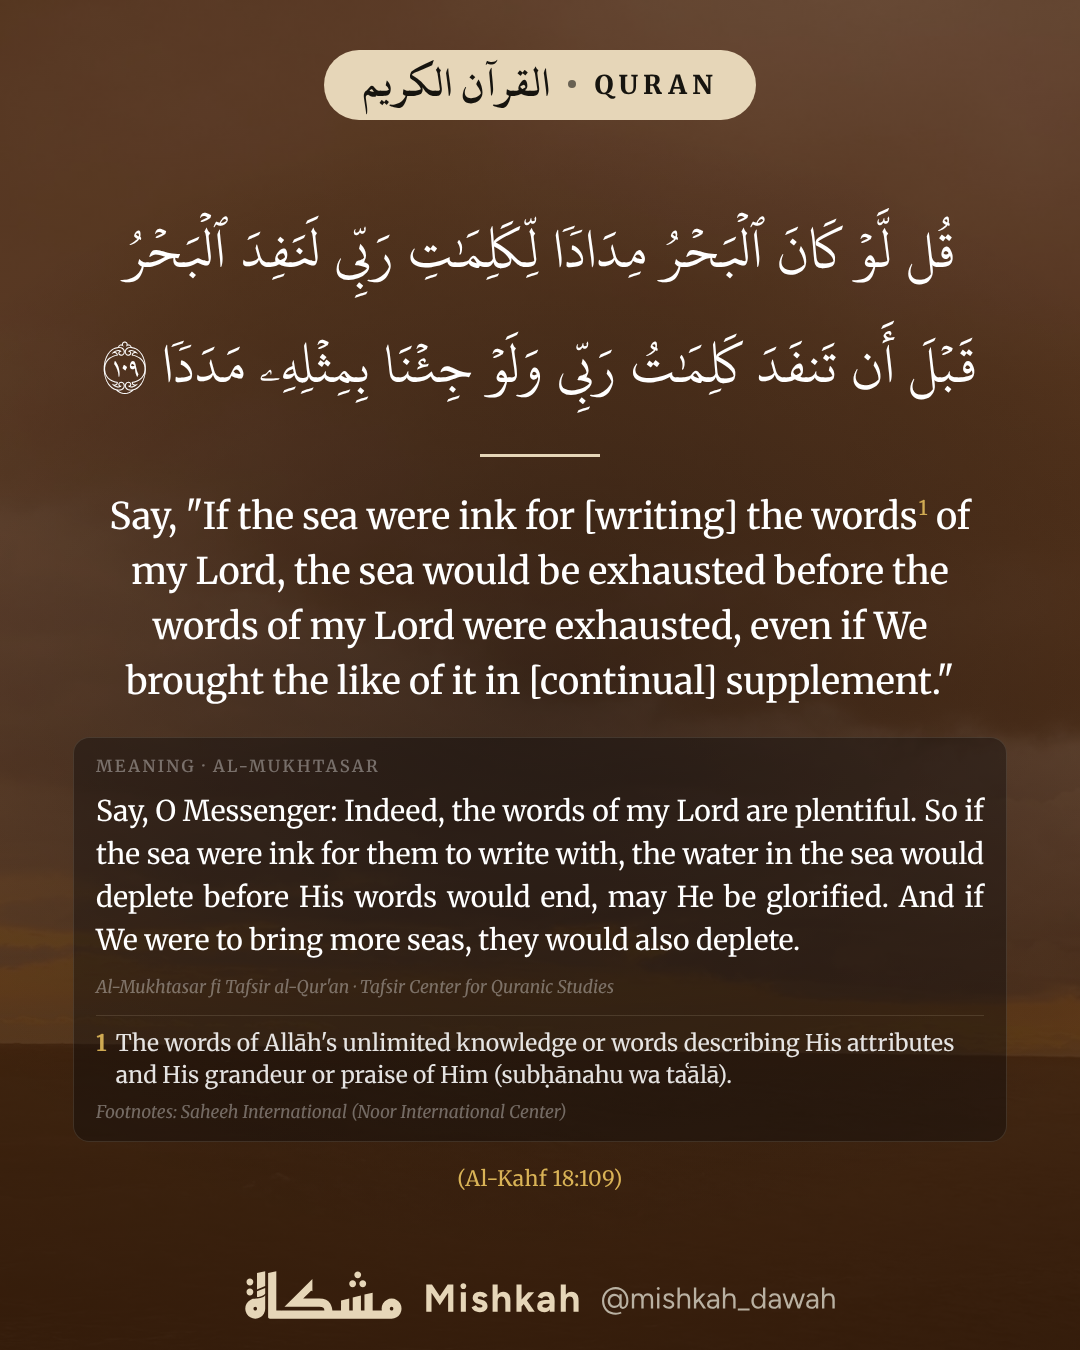 القرآن الكريم • QURAN
قُل لَّوْ كَانَ ٱلْبَحْرُ مِدَادًا لِّكَلِمَـٰتِ رَبِّى لَنَفِدَ ٱلْبَحْرُ
قَبْلَ أَن تَنفَدَ كَلِمَـٰتُ رَبِّى وَلَوْ جِئْنَا بِمِثْلِهِۦ مَدَدًا ١٠٩
Say, "If the sea were ink for [writing] the words1 of
my Lord, the sea would be exhausted before the
words of my Lord were exhausted, even if We
brought the like of it in [continual] supplement."
MEANING · AL-MUKHTASAR
Say, O Messenger: Indeed, the words of my Lord are plentiful. So if
the sea were ink for them to write with, the water in the sea would
deplete before His words would end, may He be glorified. And if
We were to bring more seas, they would also deplete.
Al-Mukhtasar fi Tafsir al-Qur'an · Tafsir Center for Quranic Studies
1 The words of Allāh's unlimited knowledge or words describing His attributes
and His grandeur or praise of Him (subḥānahu wa taʿālā).
Footnotes: Saheeh International (Noor International Center)
(Al-Kahf 18:109)
مشكاة Mishkah @mishkah_dawah